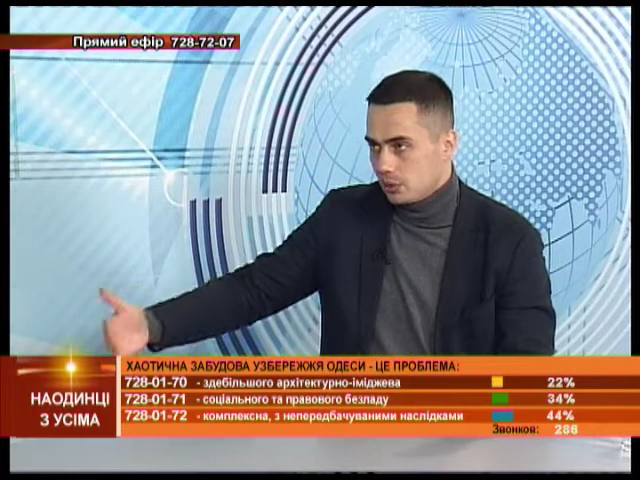 Прямий ефір 728-72-07
ХАОТИЧНА ЗАБУДОВА УЗБЕРЕЖЖЯ ОДЕСИ - ЦЕ ПРОБЛЕМА:
728-01-70 - здебільшого архітектурно-іміджева 22%
728-01-71 - соціального та правового безладу 34%
728-01-72 - комплексна, з непередбачуваними наслідками 44%
Звонков: 286
НАОДИНЦІ
З УСІМА